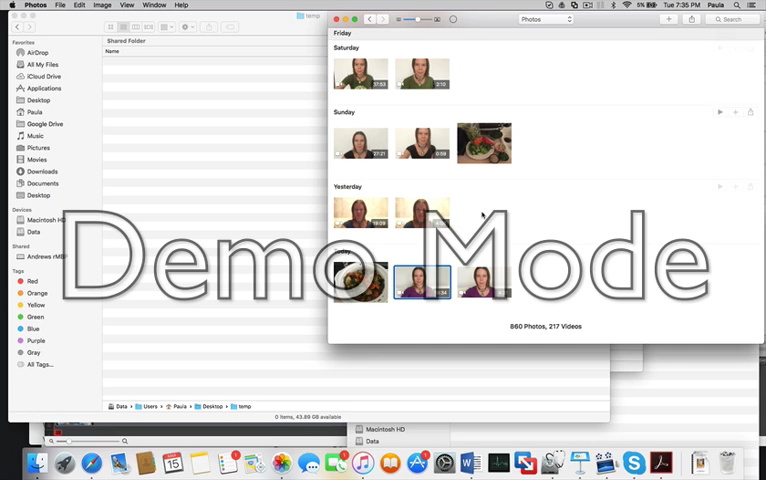 Photos File Edit Image View Window Help
5% Tue 7:35 PM Paula
temp
Photos
Search
Favorites
AirDrop
All My Files
iCloud Drive
Applications
Desktop
Paula
Google Drive
Music
Pictures
Movies
Downloads
Documents
Desktop
Devices
Macintosh HD
Data
Shared
Andrews rMBP
Tags
Red
Orange
Yellow
Green
Blue
Purple
Gray
All Tags...
Shared Folder
Name
Friday
Saturday
Sunday
Yesterday
Today
860 Photos, 217 Videos
Demo Mode
Data Users Paula Desktop temp
0 items, 43.89 GB available
Macintosh HD
Data
15